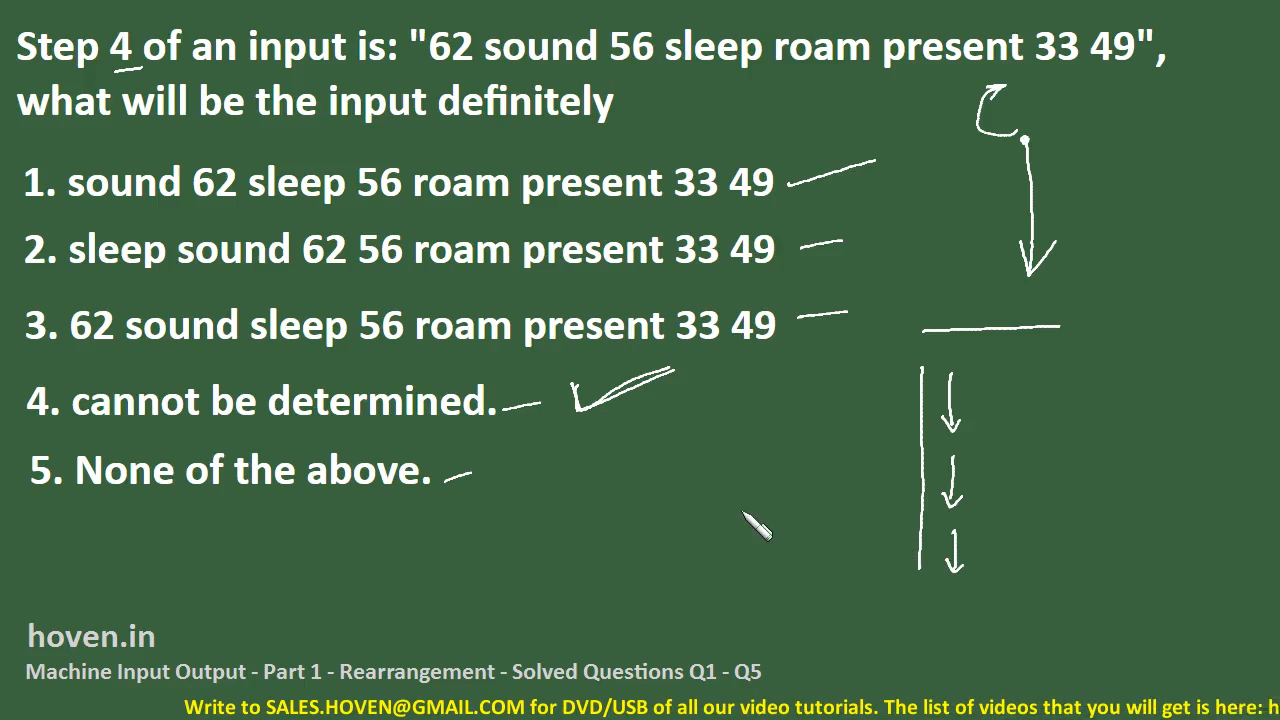 Step 4 of an input is: "62 sound 56 sleep roam present 33 49",
what will be the input definitely
1. sound 62 sleep 56 roam present 33 49
2. sleep sound 62 56 roam present 33 49
3. 62 sound sleep 56 roam present 33 49
4. cannot be determined.
5. None of the above.
hoven.in
Machine Input Output - Part 1 - Rearrangement - Solved Questions Q1 - Q5
Write to SALES.HOVEN@GMAIL.COM for DVD/USB of all our video tutorials. The list of videos that you will get is here: h